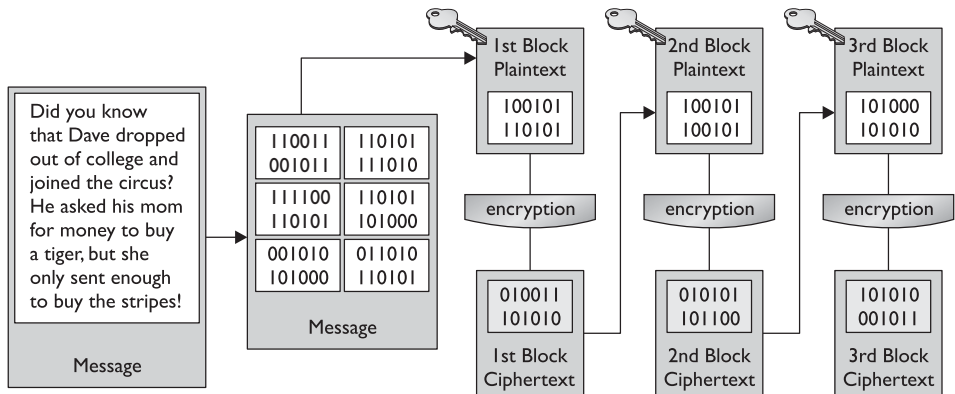 Did you know
that Dave dropped
out of college and
joined the circus?
He asked his mom
for money to buy
a tiger, but she
only sent enough
to buy the stripes!
Message
110011
001011
110101
111010
111100
110101
110101
101000
001010
101000
011010
110101
Message
1st Block
Plaintext
100101
110101
encryption
010011
101010
1st Block
Ciphertext
2nd Block
Plaintext
100101
100101
encryption
010101
101100
2nd Block
Ciphertext
3rd Block
Plaintext
101000
101010
encryption
101010
001011
3rd Block
Ciphertext